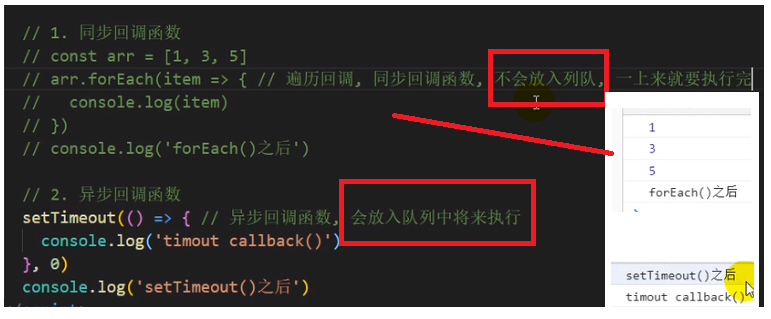 // 1. 同步回调函数
// const arr = [1, 3, 5]
// arr.forEach(item => { // 遍历回调, 同步回调函数, 不会放入列队, 一上来就要执行完
//   console.log(item)
// })
// console.log('forEach()之后')
1
3
5
forEach()之后
// 2. 异步回调函数
setTimeout(() => { // 异步回调函数, 会放入队列中将来执行
  console.log('timout callback()')
}, 0)
console.log('setTimeout()之后')
setTimeout()之后
timout callback()